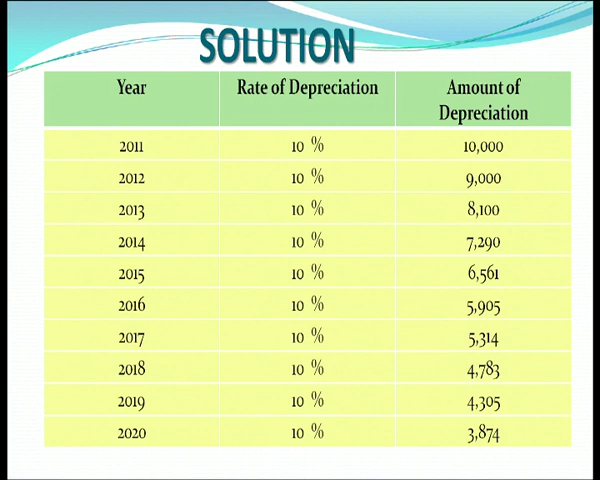 SOLUTION
Year Rate of Depreciation Amount of
Depreciation
2011 10 % 10,000
2012 10 % 9,000
2013 10 % 8,100
2014 10 % 7,290
2015 10 % 6,561
2016 10 % 5,905
2017 10 % 5,314
2018 10 % 4,783
2019 10 % 4,305
2020 10 % 3,874